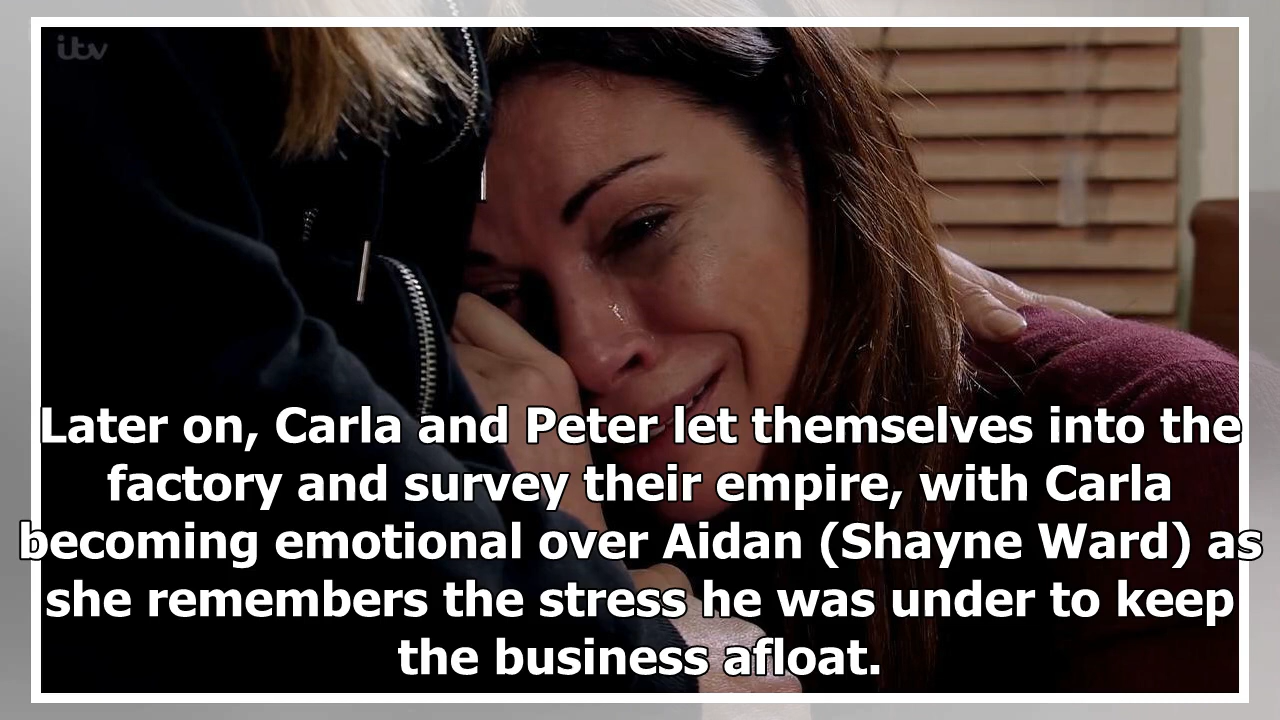 itv
Later on, Carla and Peter let themselves into the
factory and survey their empire, with Carla
becoming emotional over Aidan (Shayne Ward) as
she remembers the stress he was under to keep
the business afloat.